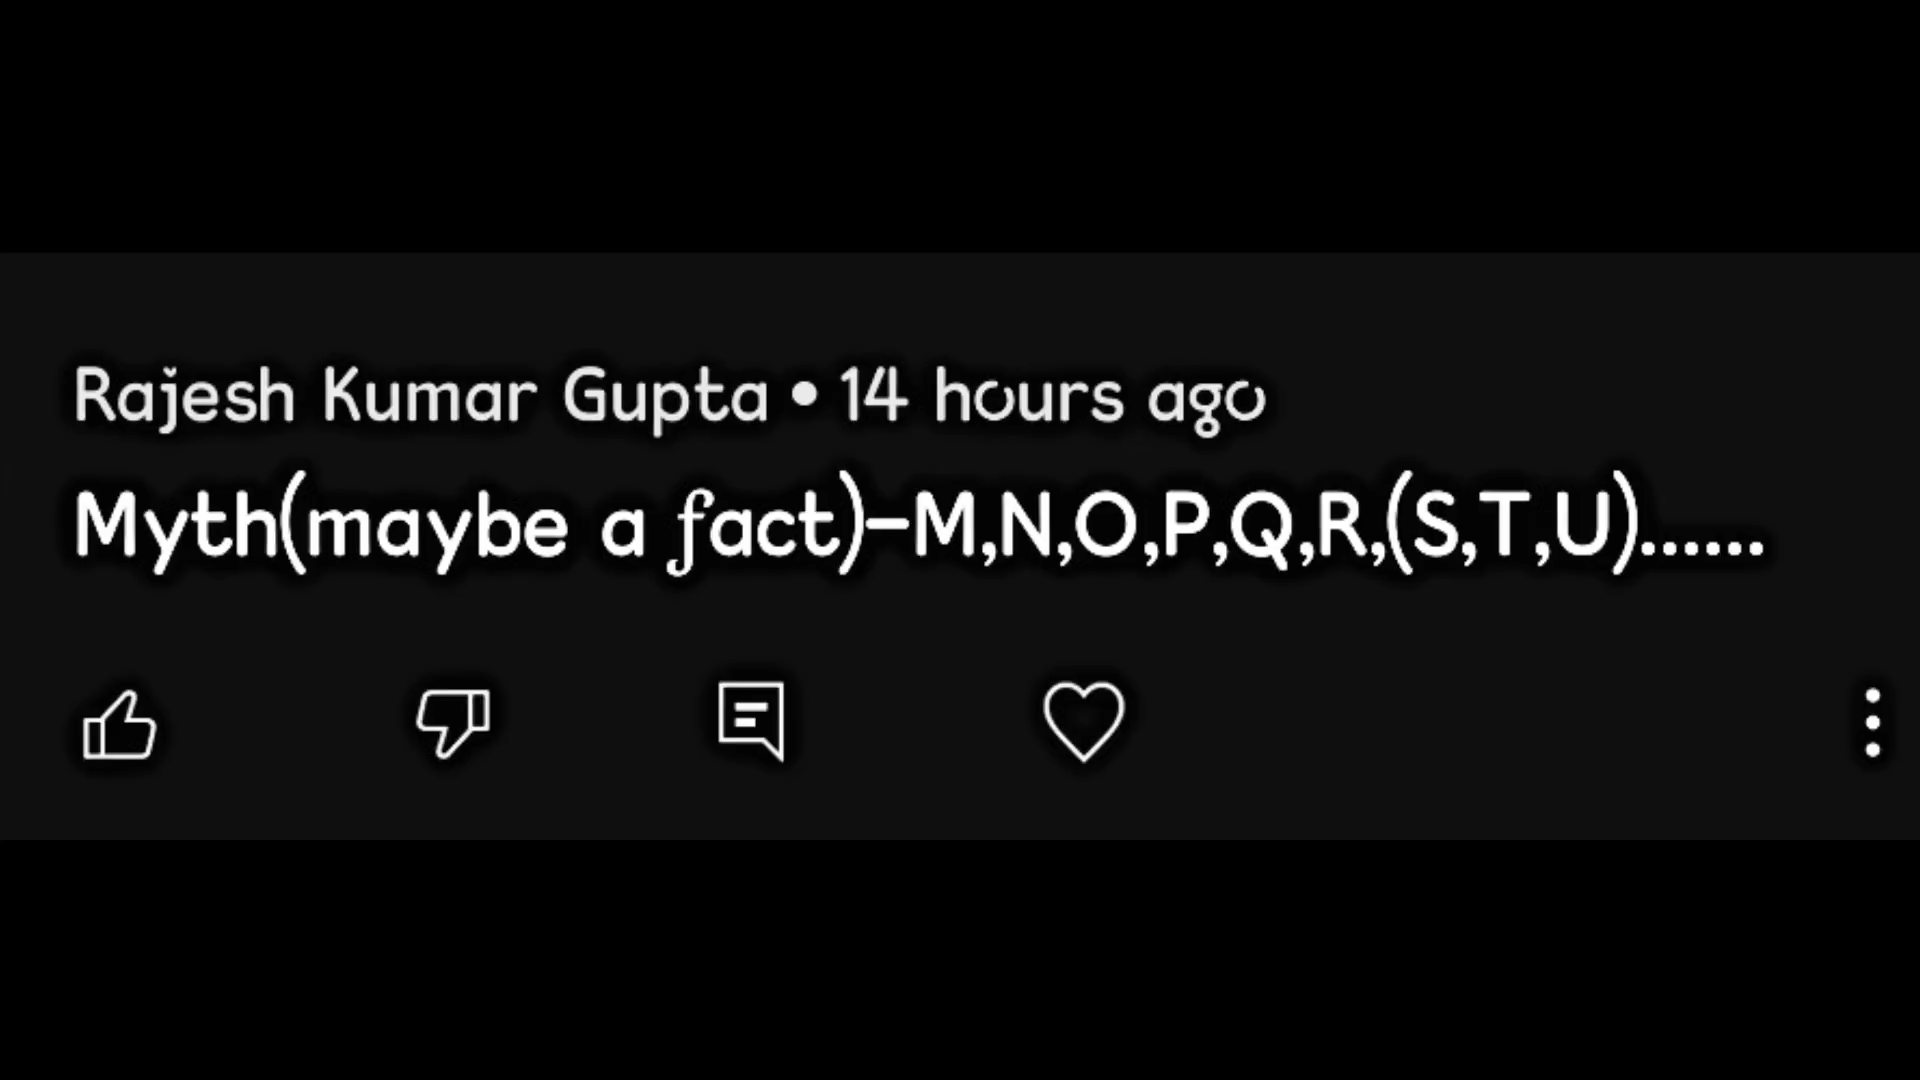 Rajesh Kumar Gupta • 14 hours ago
Myth(maybe a fact)-M,N,O,P,Q,R,(S,T,U)......